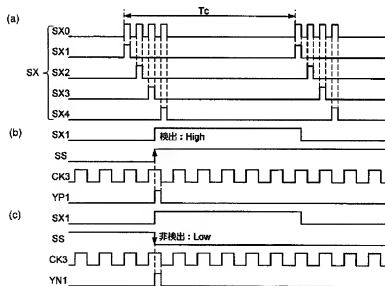 (a)
Tc
SX0
SX1
SX
SX2
SX3
SX4
(b)
SX1
検出：High
SS
CK3
YP1
(c)
SX1
SS
非検出：Low
CK3
YN1